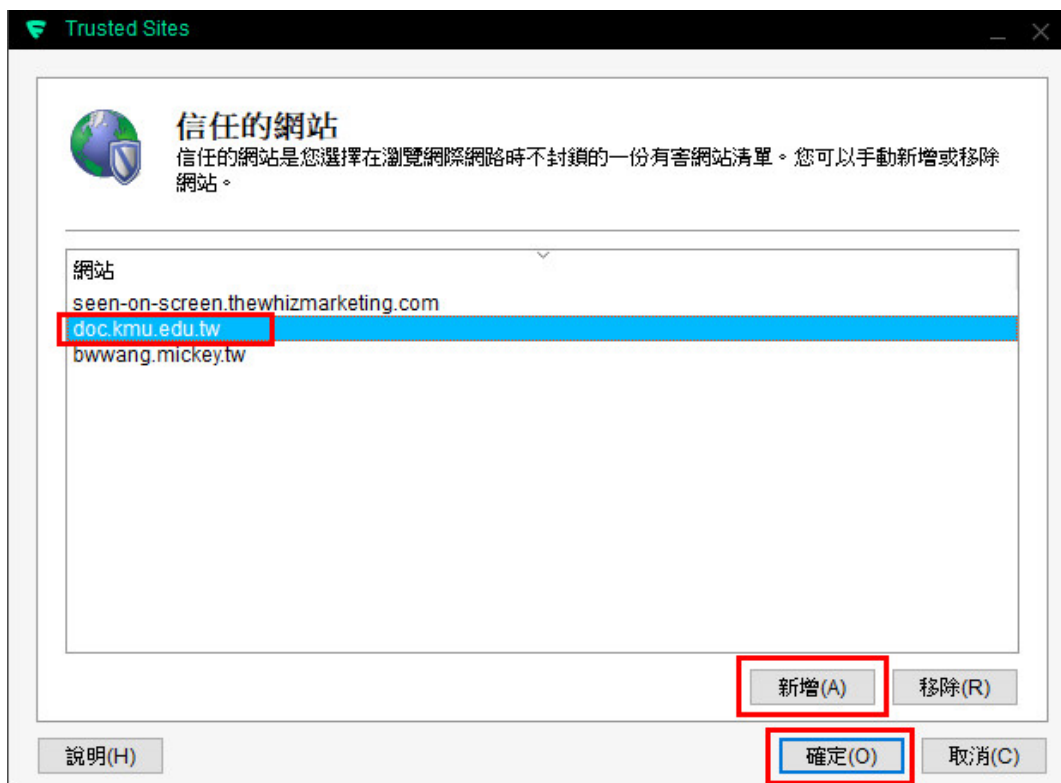 Trusted Sites
信任的網站
信任的網站是您選擇在瀏覽網際網路時不封鎖的一份有害網站清單。您可以手動新增或移除
網站。
網站
seen-on-screen.thewhizmarketing.com
doc.kmu.edu.tw
bwwang.mickey.tw
新增(A) 移除(R)
說明(H) 確定(O) 取消(C)